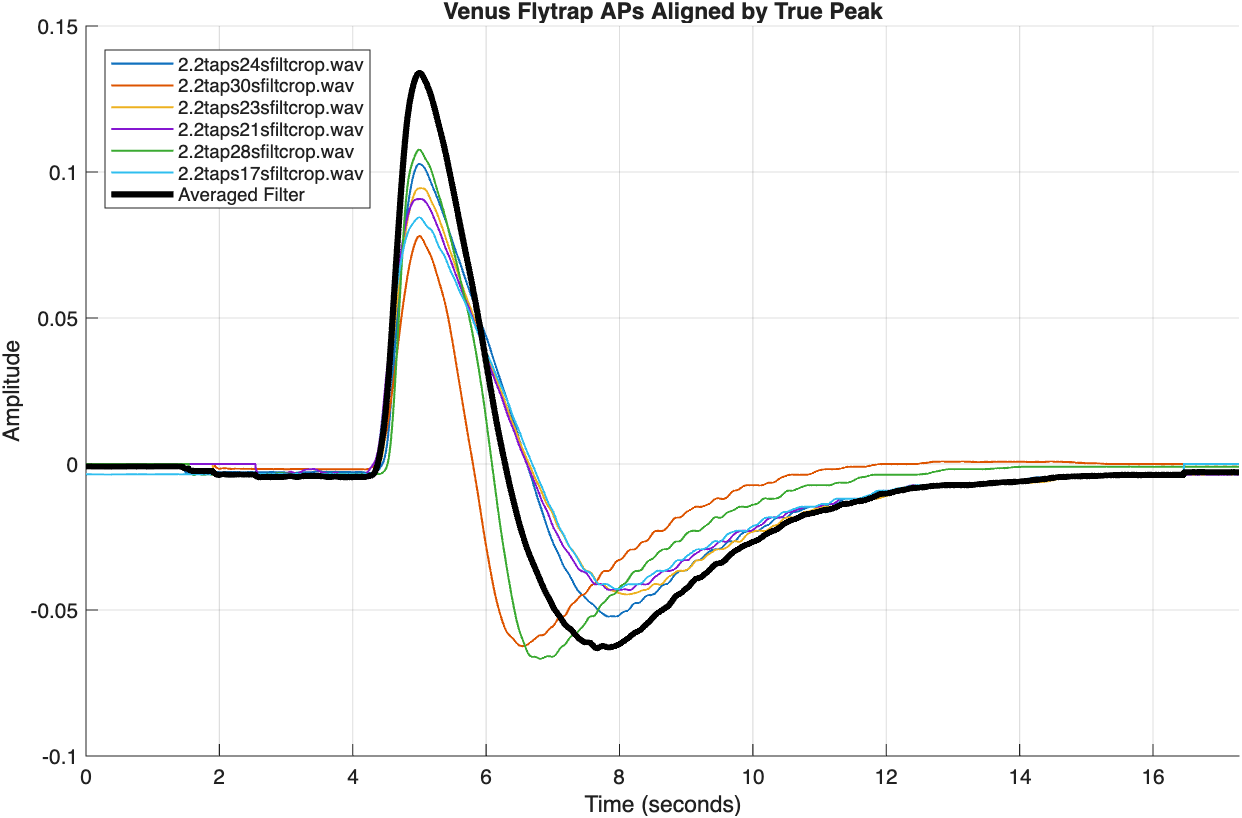 Venus Flytrap APs Aligned by True Peak
0.15
2.2taps24sfiltcrop.wav
2.2tap30sfiltcrop.wav
2.2taps23sfiltcrop.wav
2.2taps21sfiltcrop.wav
2.2tap28sfiltcrop.wav
2.2taps17sfiltcrop.wav
Averaged Filter
0.1
0.05
Amplitude
0
-0.05
-0.1
0 2 4 6 8 10 12 14 16
Time (seconds)